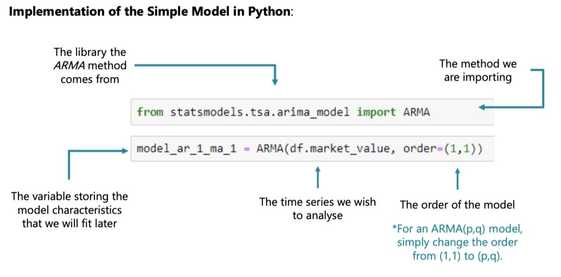 Implementation of the Simple Model in Python:
The library the
ARMA method
comes from
The method we
are importing
from statsmodels.tsa.arima_model import ARMA
model_ar_1_ma_1 = ARMA(df.market_value, order=(1,1))
The variable storing the
model characteristics
that we will fit later
The time series we wish
to analyse
The order of the model
*For an ARMA(p,q) model,
simply change the order
from (1,1) to (p,q).